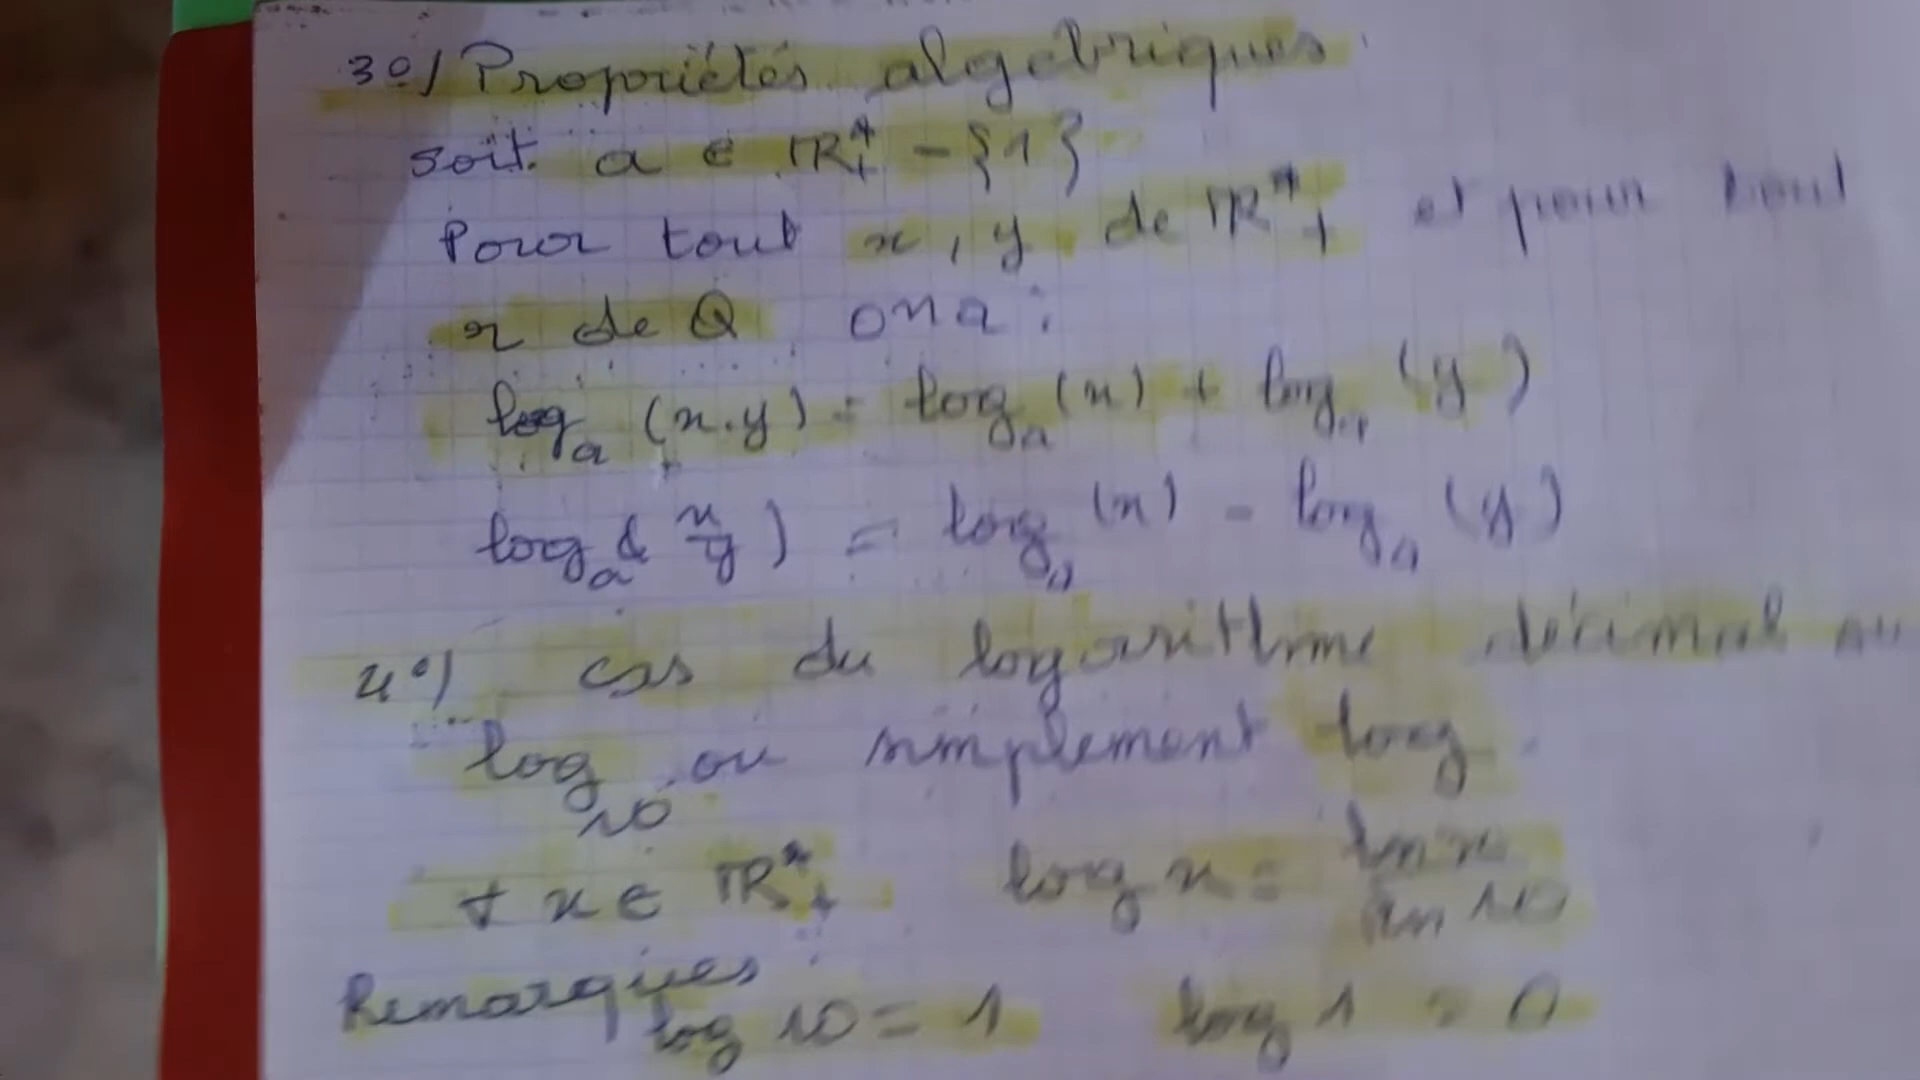 3°/ Propriétés algébriques
soit a ∈ ℝ*₊ - {1}
Pour tout x, y de ℝ*₊ et pour tout
r de Q ona :
logₐ (x.y) = logₐ (x) + logₐ (y)
logₐ (x/y) = logₐ (x) - logₐ (y)
4°/ cas du logarithme décimal
log₁₀ ou simplement log
∀ x ∈ ℝ*₊ log x = ln x / ln 10
Remarques :
log 10 = 1 log 1 = 0